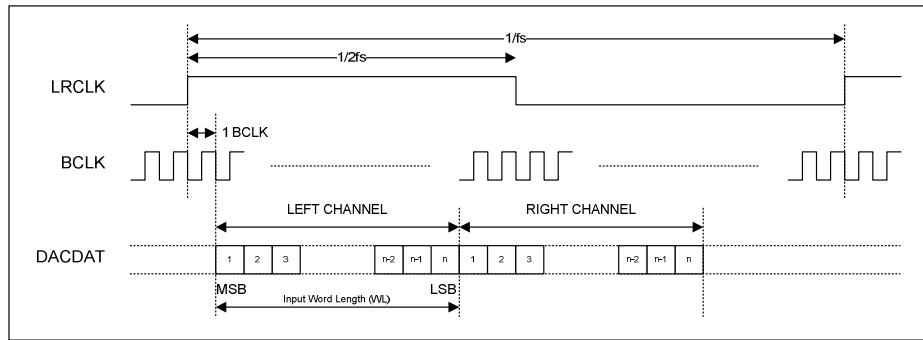 1/fs
1/2fs
LRCLK
1 BCLK
BCLK
LEFT CHANNEL RIGHT CHANNEL
DACDAT 1 2 3 n-2 n-1 n 1 2 3 n-2 n-1 n
MSB LSB
Input Word Length (WL)